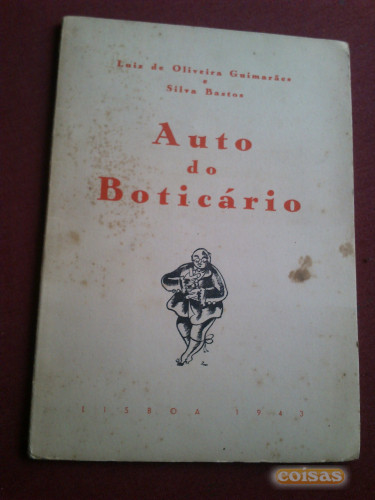 Luiz de Oliveira Guimarães
e
Silva Bastos
Auto
do
Boticário
LISBOA 1943
coisas